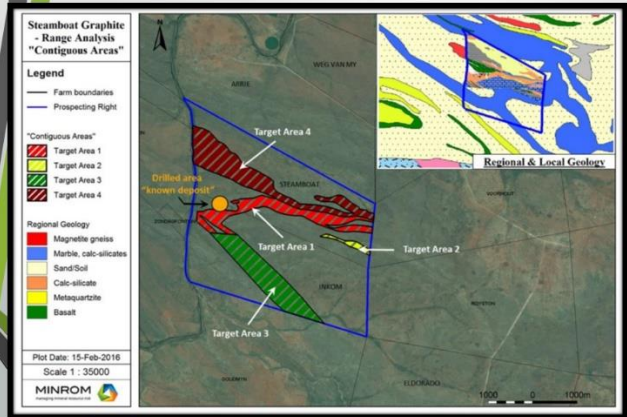 Steamboat Graphite
- Range Analysis
"Contiguous Areas"
Legend
Farm boundaries
Prospecting Right
"Contiguous Areas"
Target Area 1
Target Area 2
Target Area 3
Target Area 4
Regional Geology
Magnetile gneiss
Marble, calc-silicates
Sand/Soil
Calc-silicate
Metaquartzite
Basalt
Plot Date: 15-Feb-2016
Scale 1 : 35000
MINROM
N
WEG VAN MY
ARRIE
Target Area 4
Drilled area
"known deposit"
STEAMBOAT
Target Area 1
Target Area 2
INKOM
Target Area 3
ROYSTON
ELDORADO
1000 0 1000m
Regional & Local Geology